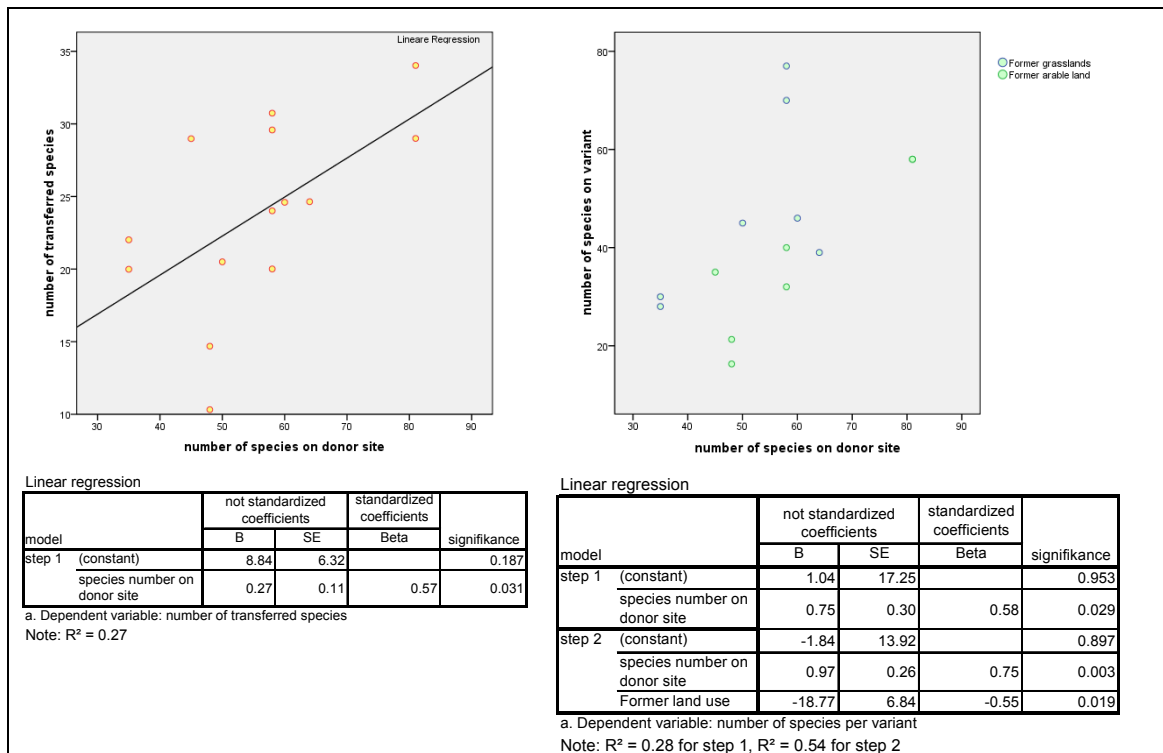 Lineare Regression
35
30
25
20
15
10
30 40 50 60 70 80 90
number of transferred species
number of species on donor site
80
60
40
20
30 40 50 60 70 80 90
number of species on variant
number of species on donor site
Former grasslands
Former arable land
Linear regression
model not standardized coefficients standardized coefficients signifikance
B SE Beta
step 1 (constant) 8.84 6.32 0.187
species number on donor site 0.27 0.11 0.57 0.031
a. Dependent variable: number of transferred species
Note: R² = 0.27
Linear regression
model not standardized coefficients standardized coefficients signifikance
B SE Beta
step 1 (constant) 1.04 17.25 0.953
species number on donor site 0.75 0.30 0.58 0.029
step 2 (constant) -1.84 13.92 0.897
species number on donor site 0.97 0.26 0.75 0.003
Former land use -18.77 6.84 -0.55 0.019
a. Dependent variable: number of species per variant
Note: R² = 0.28 for step 1, R² = 0.54 for step 2